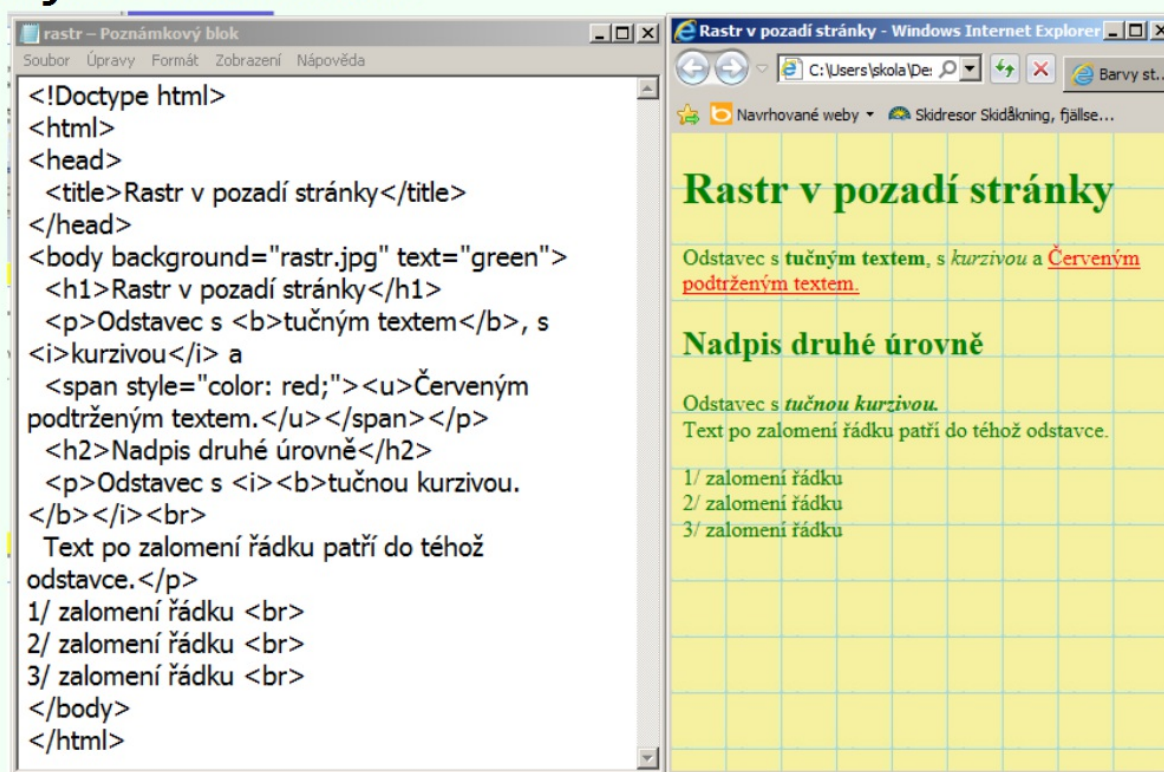 rastr – Poznámkový blok
Soubor Úpravy Formát Zobrazení Nápověda
<!Doctype html>
<html>
<head>
<title>Rastr v pozadí stránky</title>
</head>
<body background="rastr.jpg" text="green">
<h1>Rastr v pozadí stránky</h1>
<p>Odstavec s <b>tučným textem</b>, s
<i>kurzivou</i> a
<span style="color: red;"><u>Červeným
podtrženým textem.</u></span></p>
<h2>Nadpis druhé úrovně</h2>
<p>Odstavec s <i><b>tučnou kurzivou.
</b></i><br>
Text po zalomení řádku patří do téhož
odstavce.</p>
1/ zalomení řádku <br>
2/ zalomení řádku <br>
3/ zalomení řádku <br>
</body>
</html>
Rastr v pozadí stránky - Windows Internet Explorer
C:\Users\skola\De:
Barvy st...
Navrhované weby
Skidresor Skidåkning, fjällse...
Rastr v pozadí stránky
Odstavec s tučným textem, s kurzivou a Červeným
podtrženým textem.
Nadpis druhé úrovně
Odstavec s tučnou kurzivou.
Text po zalomení řádku patří do téhož odstavce.
1/ zalomení řádku
2/ zalomení řádku
3/ zalomení řádku